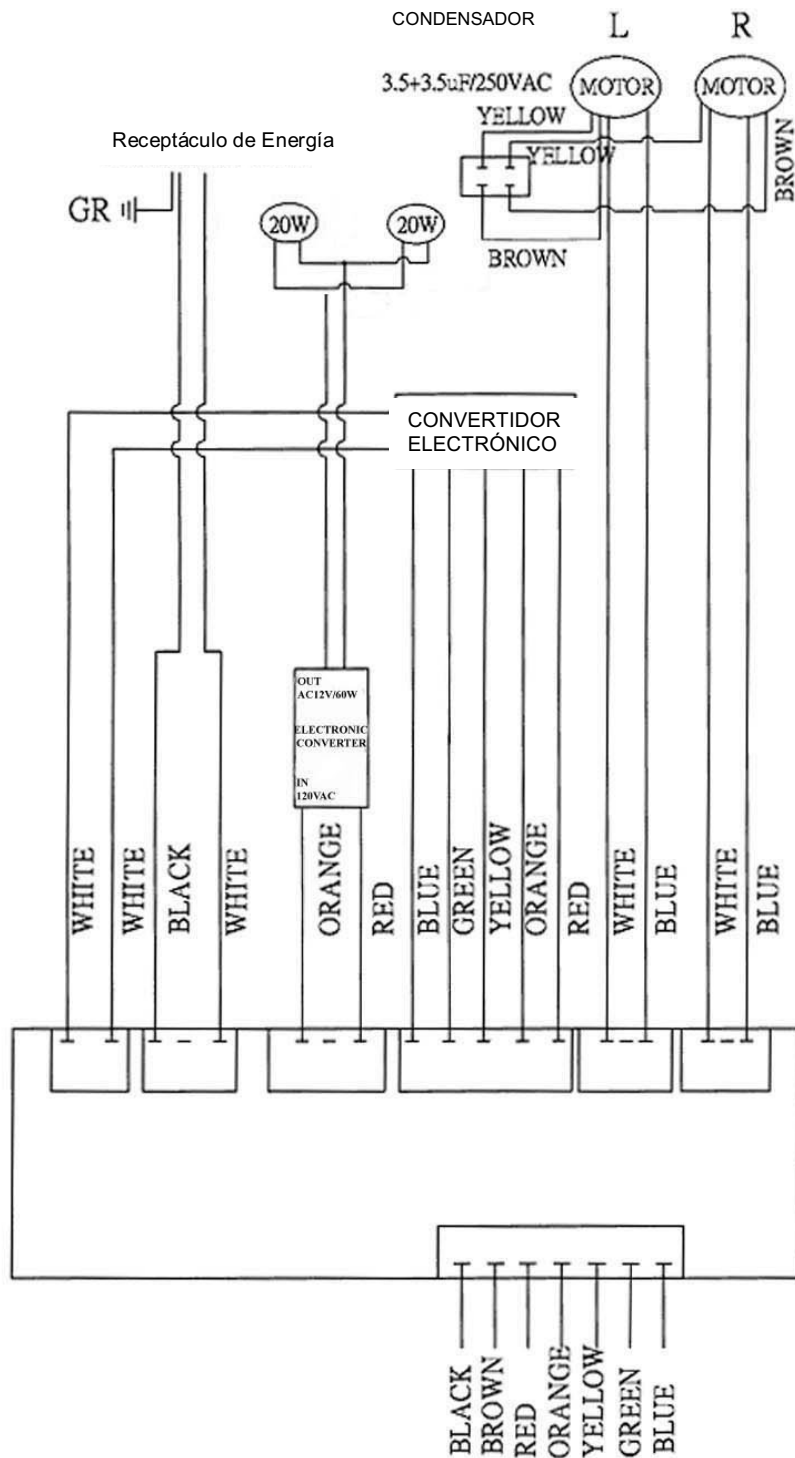 CONDENSADOR
L
R
3.5+3.5uF/250VAC
MOTOR
MOTOR
YELLOW
YELLOW
BROWN
BROWN
Receptáculo de Energía
GR
20W
20W
CONVERTIDOR
ELECTRÓNICO
OUT
AC12V/60W
ELECTRONIC
CONVERTER
IN
120VAC
WHITE
WHITE
BLACK
WHITE
ORANGE
RED
BLUE
GREEN
YELLOW
ORANGE
RED
WHITE
BLUE
WHITE
BLUE
BLACK
BROWN
RED
ORANGE
YELLOW
GREEN
BLUE